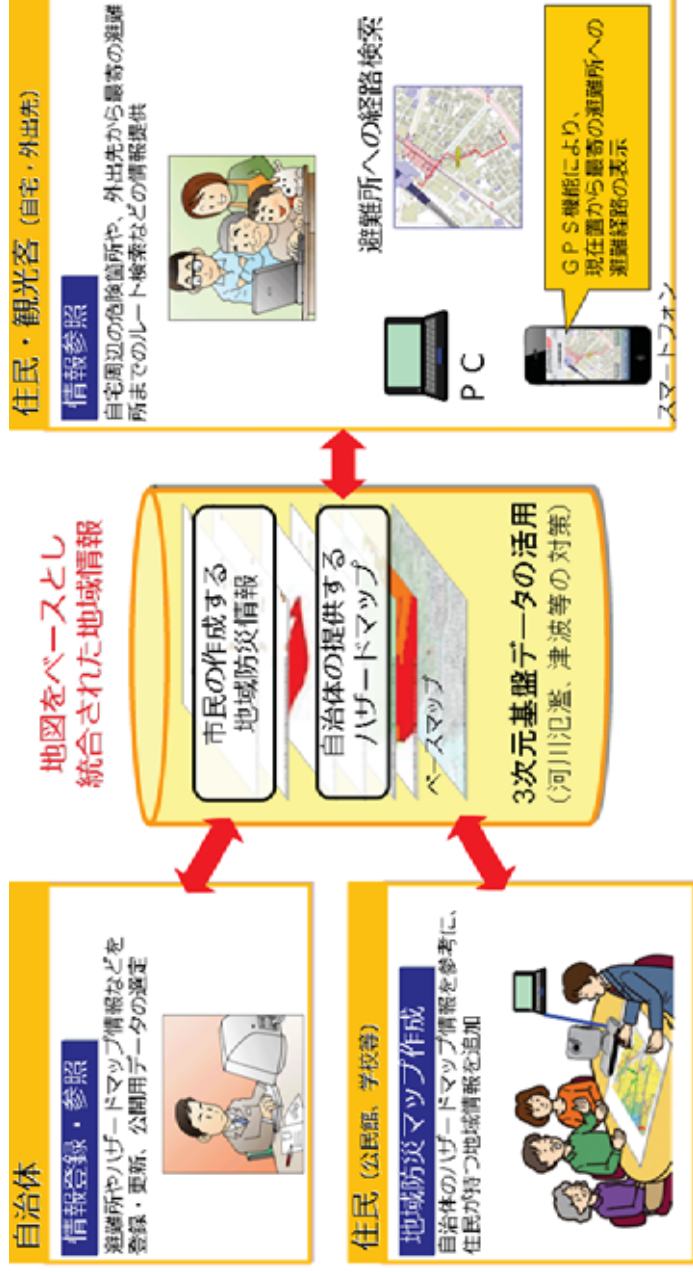 自治体
情報登録・参照
避難所やハザードマップ情報などを
登録・更新、公開用データの選定
住民（公民館、学校等）
地域防災マップ作成
自治体のハザードマップ情報を参考に、
住民が持つ地域情報を追加
地図をベースとし
統合された地域情報
市民の作成する
地域防災情報
自治体の提供する
ハザードマップ
ベースマップ
3次元基盤データの活用
（河川氾濫、津波等の対策）
住民・観光客（自宅・外出先）
情報参照
自宅周辺の危険箇所や、外出先から最寄の避難
所までのルート検索などの情報提供
避難所への経路検索
ＰＣ
ＧＰＳ機能により、
現在置から最寄の避難所への
避難経路の表示
スマートフォン